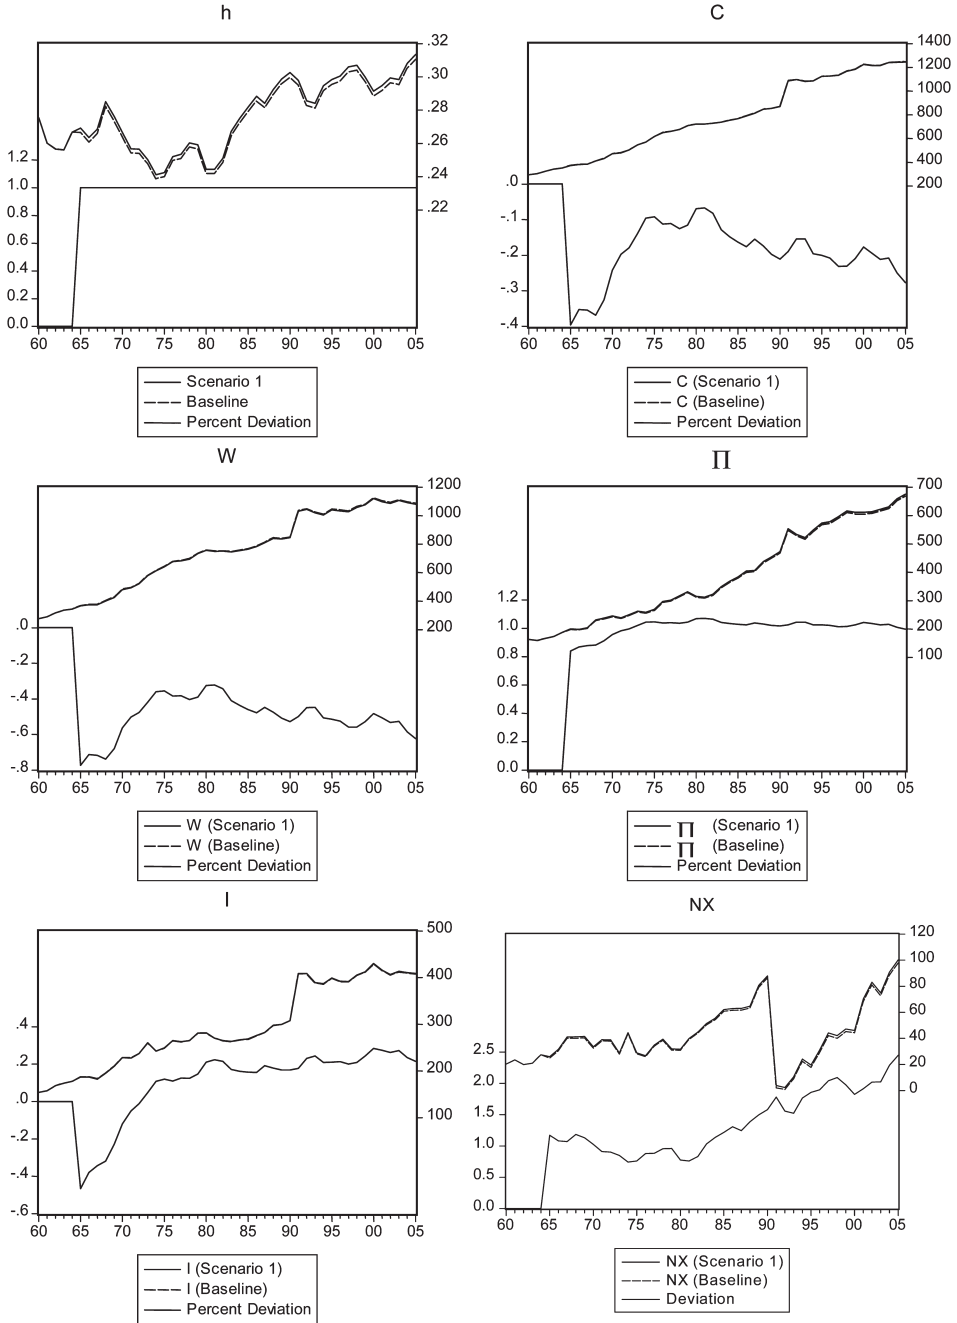 h
.32
.30
.28
.26
.24
.22
1.2
1.0
0.8
0.6
0.4
0.2
0.0
60 65 70 75 80 85 90 95 00 05
Scenario 1
Baseline
Percent Deviation
C
1400
1200
1000
800
600
400
200
.0
-.1
-.2
-.3
-.4
60 65 70 75 80 85 90 95 00 05
C (Scenario 1)
C (Baseline)
Percent Deviation
W
1200
1000
800
600
400
200
.0
-.2
-.4
-.6
-.8
60 65 70 75 80 85 90 95 00 05
W (Scenario 1)
W (Baseline)
Percent Deviation
Π
700
600
500
400
300
200
100
1.2
1.0
0.8
0.6
0.4
0.2
0.0
60 65 70 75 80 85 90 95 00 05
Π (Scenario 1)
Π (Baseline)
Percent Deviation
I
500
400
300
200
100
.4
.2
.0
-.2
-.4
-.6
60 65 70 75 80 85 90 95 00 05
I (Scenario 1)
I (Baseline)
Percent Deviation
NX
120
100
80
60
40
20
0
2.5
2.0
1.5
1.0
0.5
0.0
60 65 70 75 80 85 90 95 00 05
NX (Scenario 1)
NX (Baseline)
Deviation